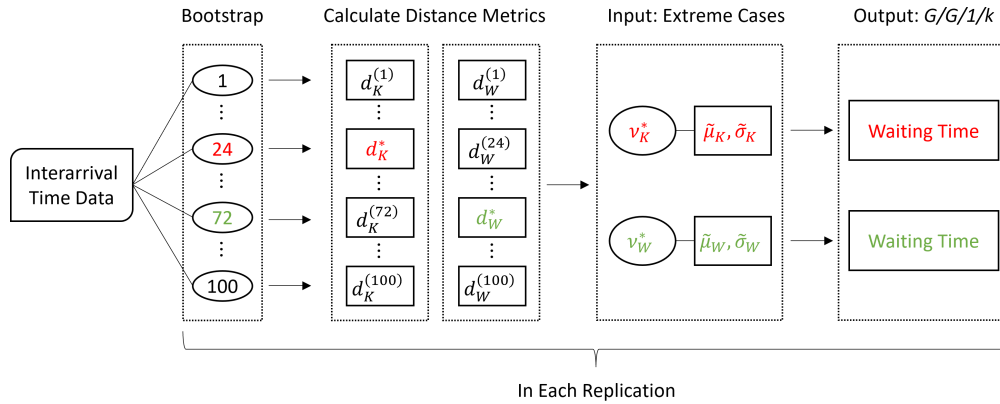 Bootstrap
Calculate Distance Metrics
Input: Extreme Cases
Output: G/G/1/k
Interarrival
Time Data
1
⋮
24
⋮
72
⋮
100
d_K^{(1)}
⋮
d_K^*
⋮
d_K^{(72)}
⋮
d_K^{(100)}
d_W^{(1)}
⋮
d_W^{(24)}
⋮
d_W^*
⋮
d_W^{(100)}
ν_K^*
μ̃_K, σ̃_K
Waiting Time
ν_W^*
μ̃_W, σ̃_W
Waiting Time
In Each Replication